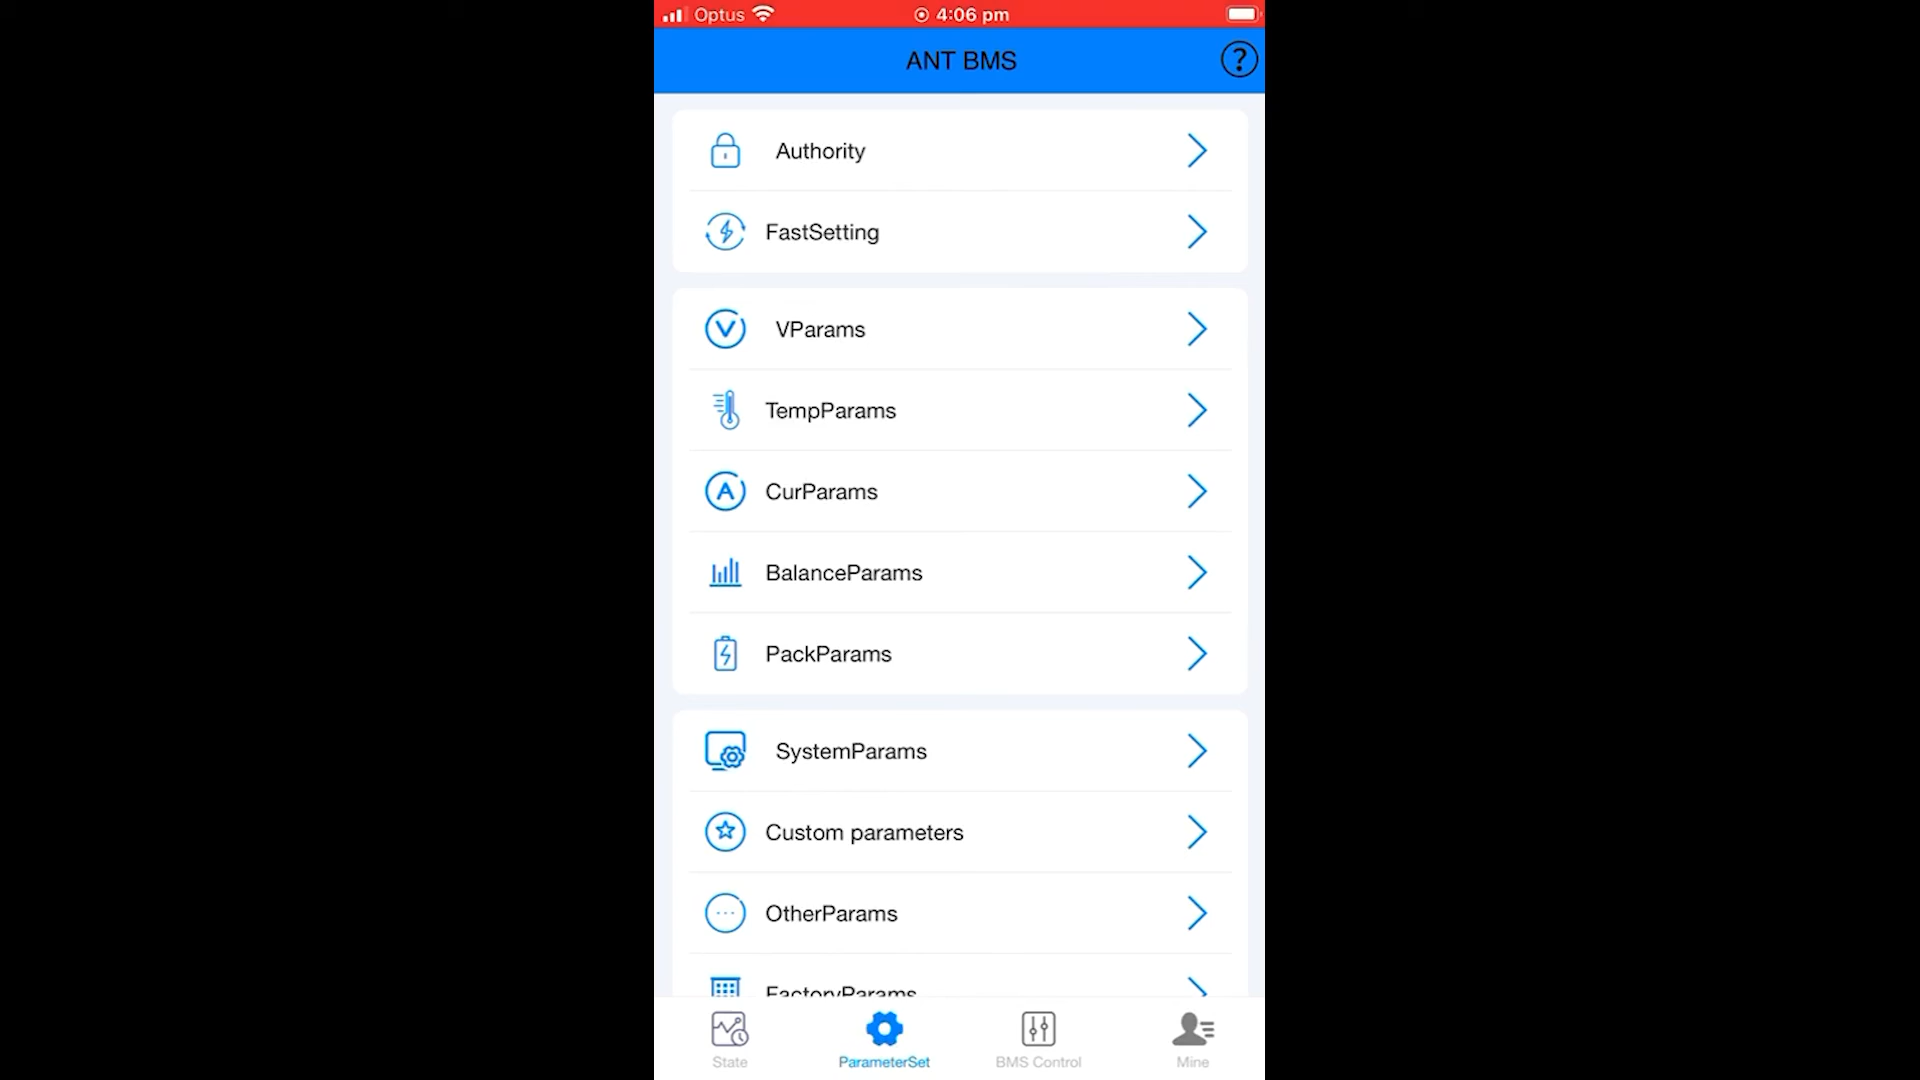 Optus
4:06 pm
ANT BMS
?
Authority
FastSetting
V
VParams
TempParams
A
CurParams
BalanceParams
PackParams
SystemParams
Custom parameters
OtherParams
FactoryParams
State
ParameterSet
BMS Control
Mine